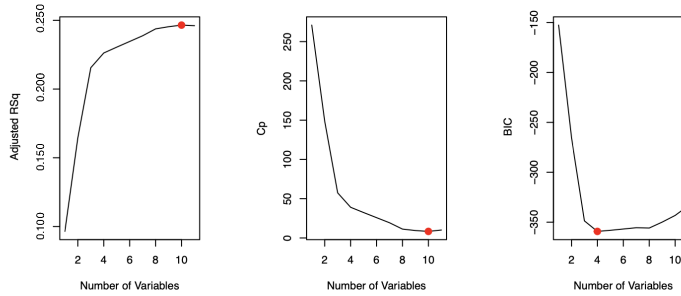 Adjusted RSq
0.250
0.200
0.150
0.100
2 4 6 8 10
Number of Variables
Cp
250
200
150
100
50
0
2 4 6 8 10
Number of Variables
BIC
−150
−200
−250
−300
−350
2 4 6 8 10
Number of Variables